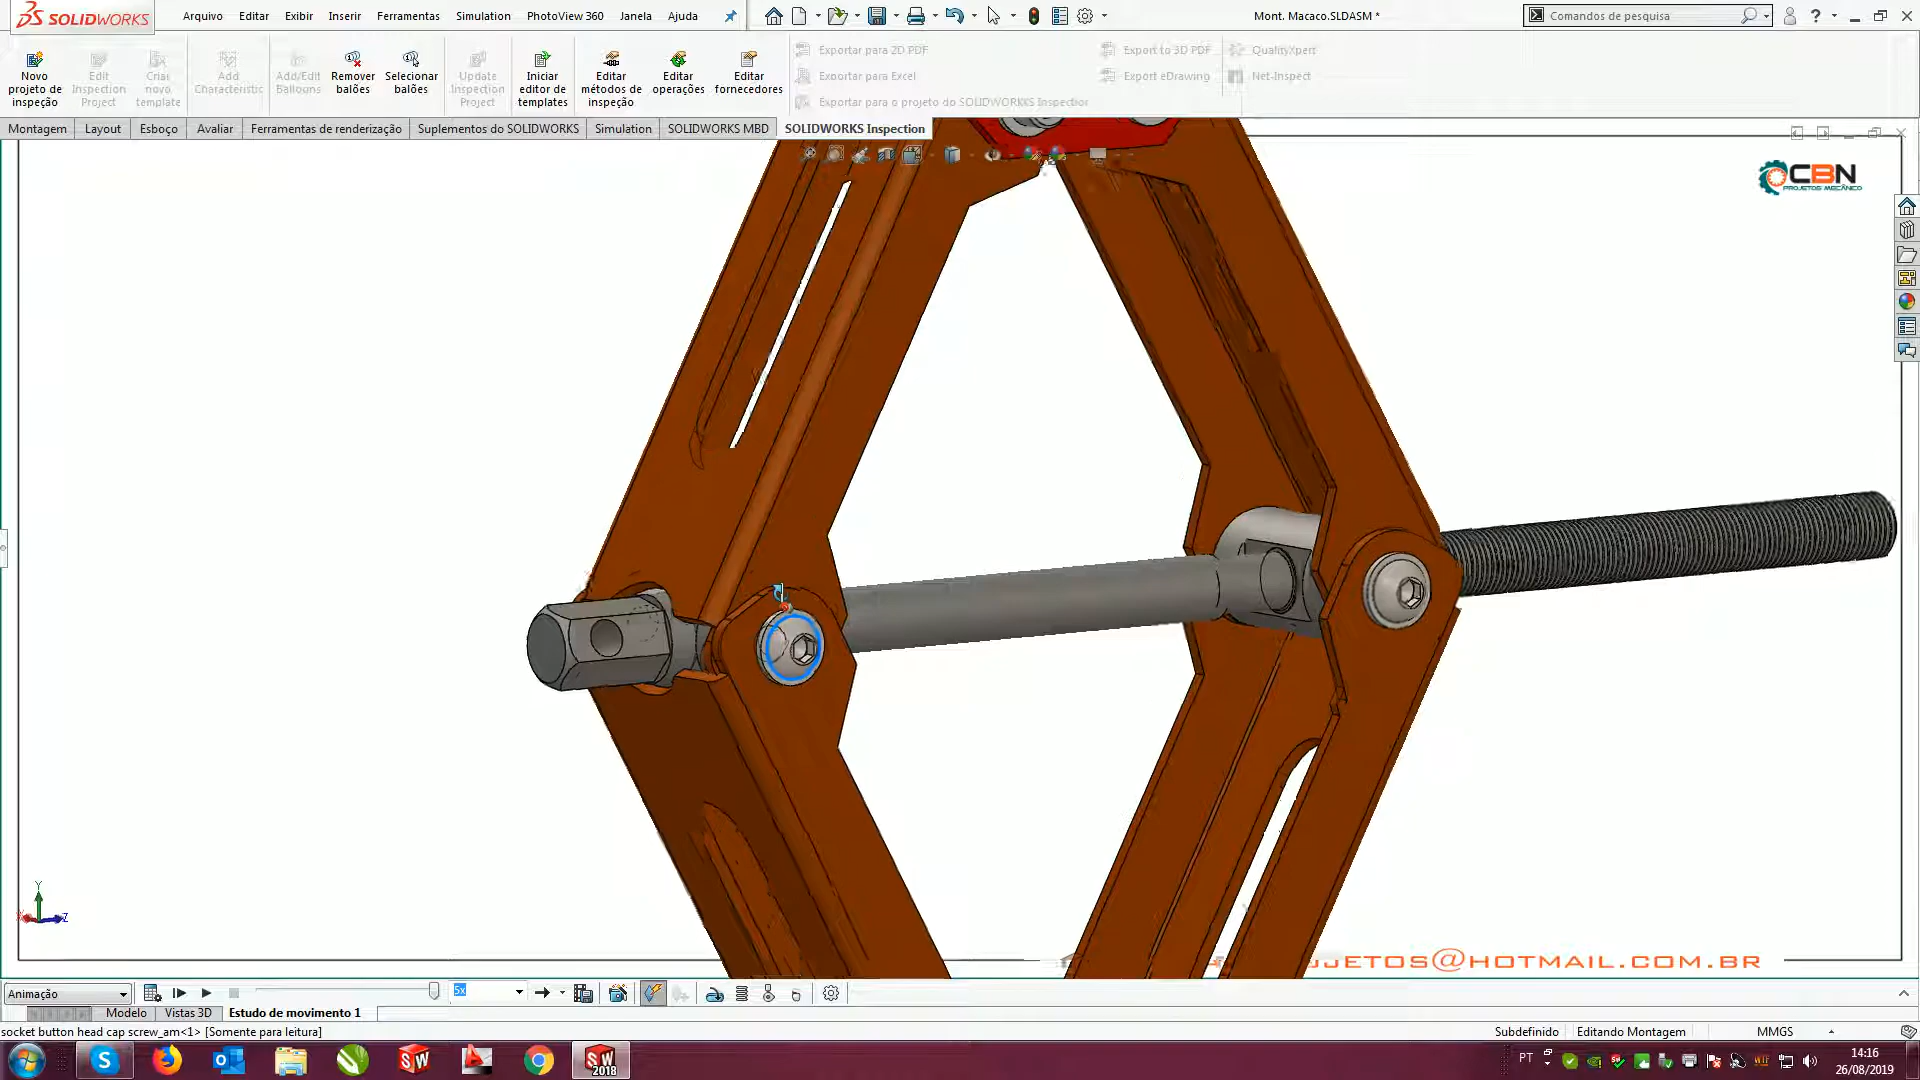 SOLIDWORKS
Arquivo Editar Exibir Inserir Ferramentas Simulation PhotoView 360 Janela Ajuda
Mont. Macaco.SLDASM *
Comandos de pesquisa
Novo projeto de inspeção
Edit Inspection Project
Criar novo template
Add Characteristic
Add/Edit Balloons
Remover balões
Selecionar balões
Update Inspection Project
Iniciar editor de templates
Editar métodos de inspeção
Editar operações
Editar fornecedores
Exportar para 2D PDF
Exportar para Excel
Exportar para o projeto do SOLIDWORKS Inspection
Export to 3D PDF
Export eDrawing
QualityXpert
Net-Inspect
Montagem Layout Esboço Avaliar Ferramentas de renderização Suplementos do SOLIDWORKS Simulation SOLIDWORKS MBD SOLIDWORKS Inspection
CBN
PROJETOS MECÂNICO
Y
Z
JETOS@HOTMAIL.COM.BR
Animação
5x
Modelo Vistas 3D Estudo de movimento 1
socket button head cap screw_am<1> [Somente para leitura]
Subdefinido Editando Montagem MMGS
SW 2018
PT
14:16
26/08/2019